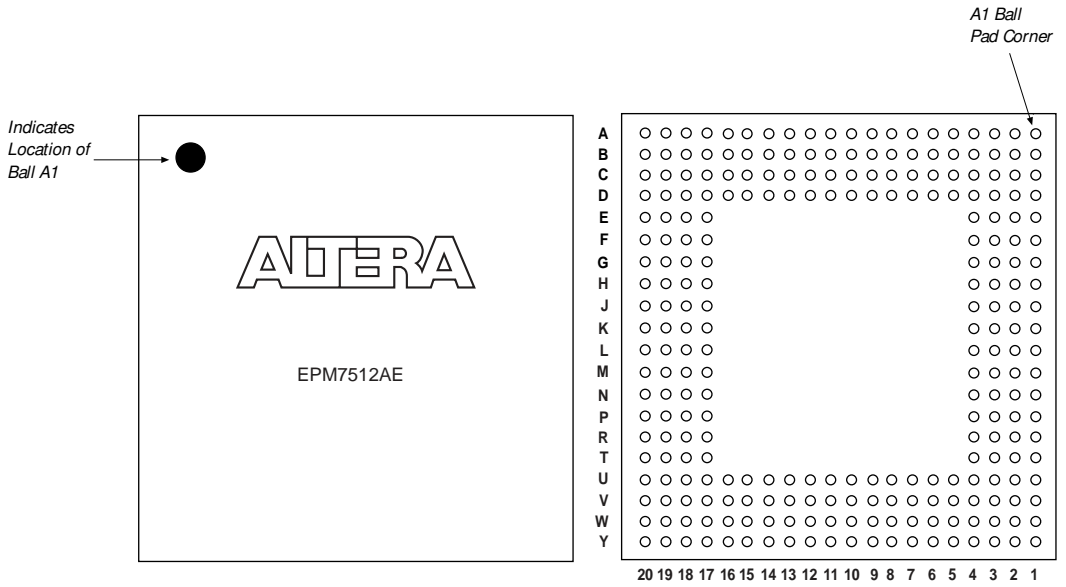 A1 Ball
Pad Corner
Indicates
Location of
Ball A1
ALTERA
EPM7512AE
A
B
C
D
E
F
G
H
J
K
L
M
N
P
R
T
U
V
W
Y
20 19 18 17 16 15 14 13 12 11 10 9 8 7 6 5 4 3 2 1